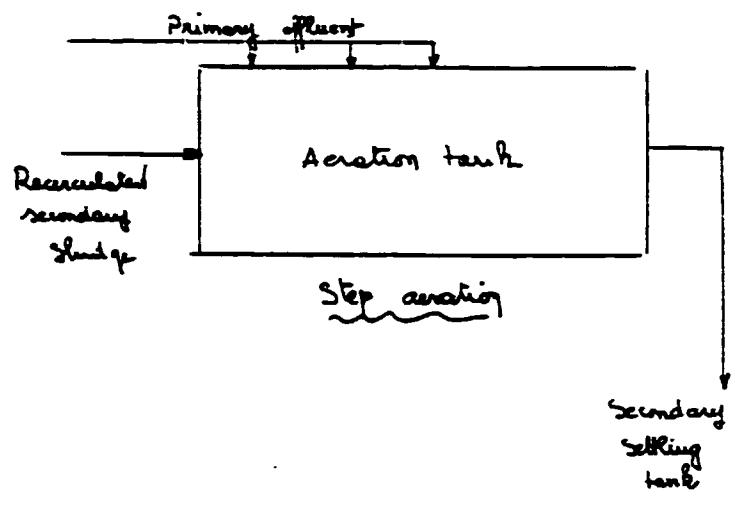 Primary effluent
Aeration tank
Recirculated
secondary
Sludge
Step aeration
Secondary
Settling
tank